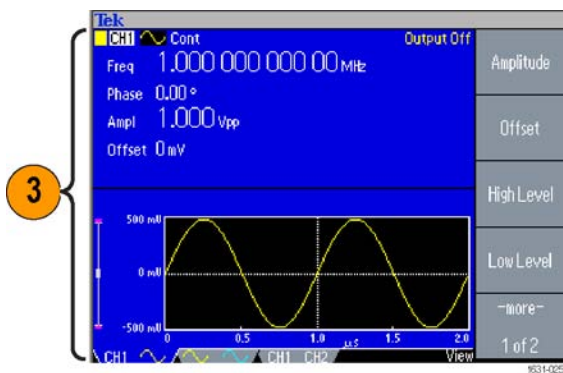 Tek
CH1 Cont Output Off
Freq 1.000 000 000 00 MHz
Phase 0.00 °
Ampl 1.000 Vpp
Offset 0 mV
Amplitude
Offset
High Level
Low Level
-more-
1 of 2
3
500 mV
0 mV
-500 mV
0 0.5 1.0 µs 1.5 2.0
CH1 CH1 CH2 View
1631-025